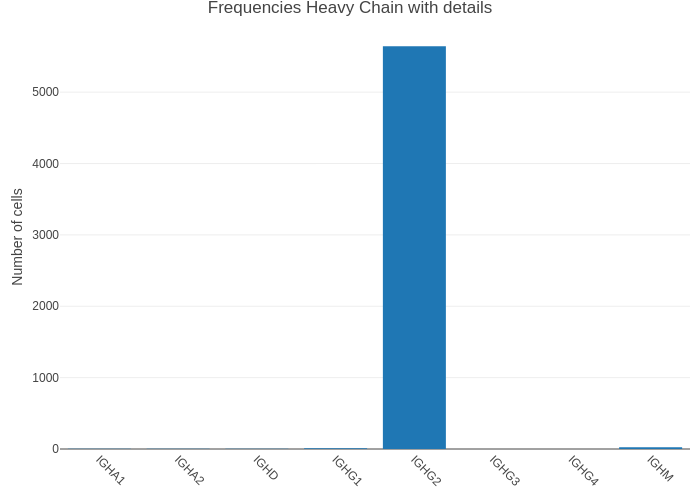 Frequencies Heavy Chain with details
Number of cells
5000
4000
3000
2000
1000
0
IGHA1
IGHA2
IGHD
IGHG1
IGHG2
IGHG3
IGHG4
IGHM